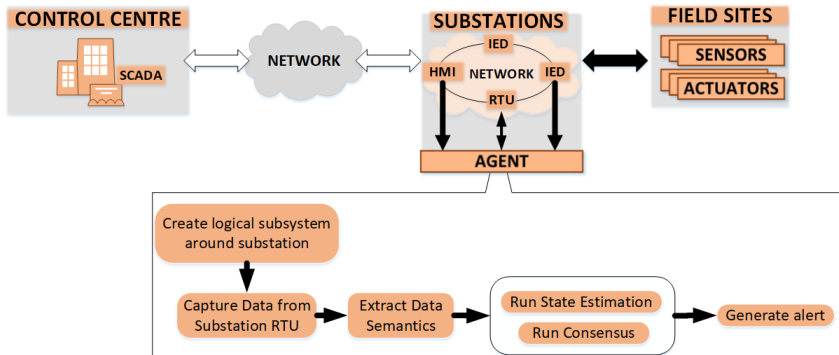 CONTROL CENTRE
SCADA
NETWORK
SUBSTATIONS
IED
HMI
NETWORK
IED
RTU
AGENT
FIELD SITES
SENSORS
ACTUATORS
Create logical subsystem
around substation
Capture Data from
Substation RTU
Extract Data
Semantics
Run State Estimation
Run Consensus
Generate alert